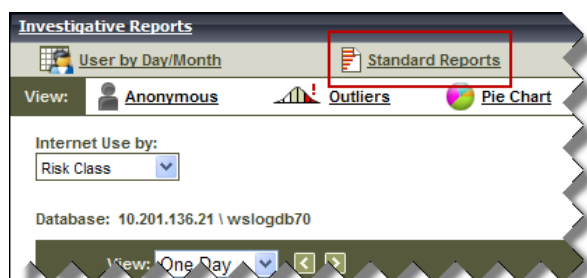 Investigative Reports
User by Day/Month Standard Reports
View: Anonymous Outliers Pie Chart
Internet Use by:
Risk Class
Database: 10.201.136.21 \ wslogdb70
View: One Day